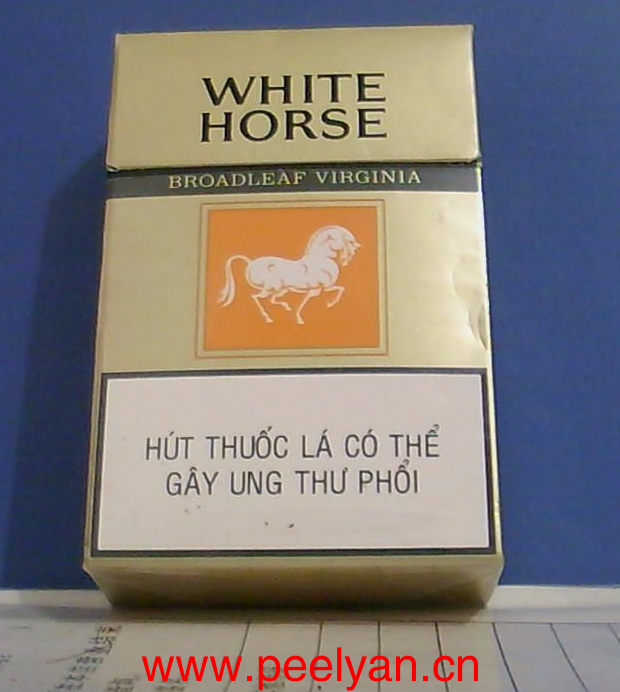 WHITE
HORSE
BROADLEAF VIRGINIA
HÚT THUỐC LÁ CÓ THỂ
GÂY UNG THƯ PHỔI
www.peelyan.cn